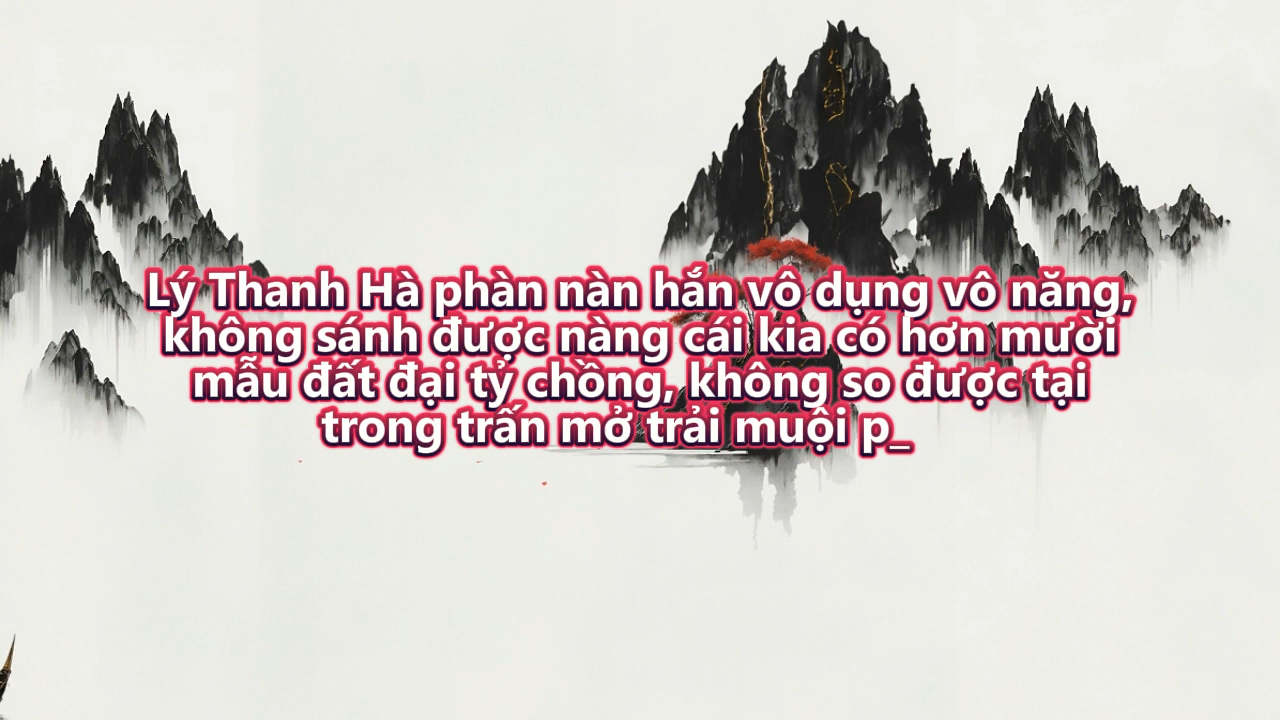 Lý Thanh Hà phàn nàn hắn vô dụng vô năng,
không sánh được nàng cái kia có hơn mười
mẫu đất đại tỷ chồng, không so được tại
trong trấn mở trải muội p_